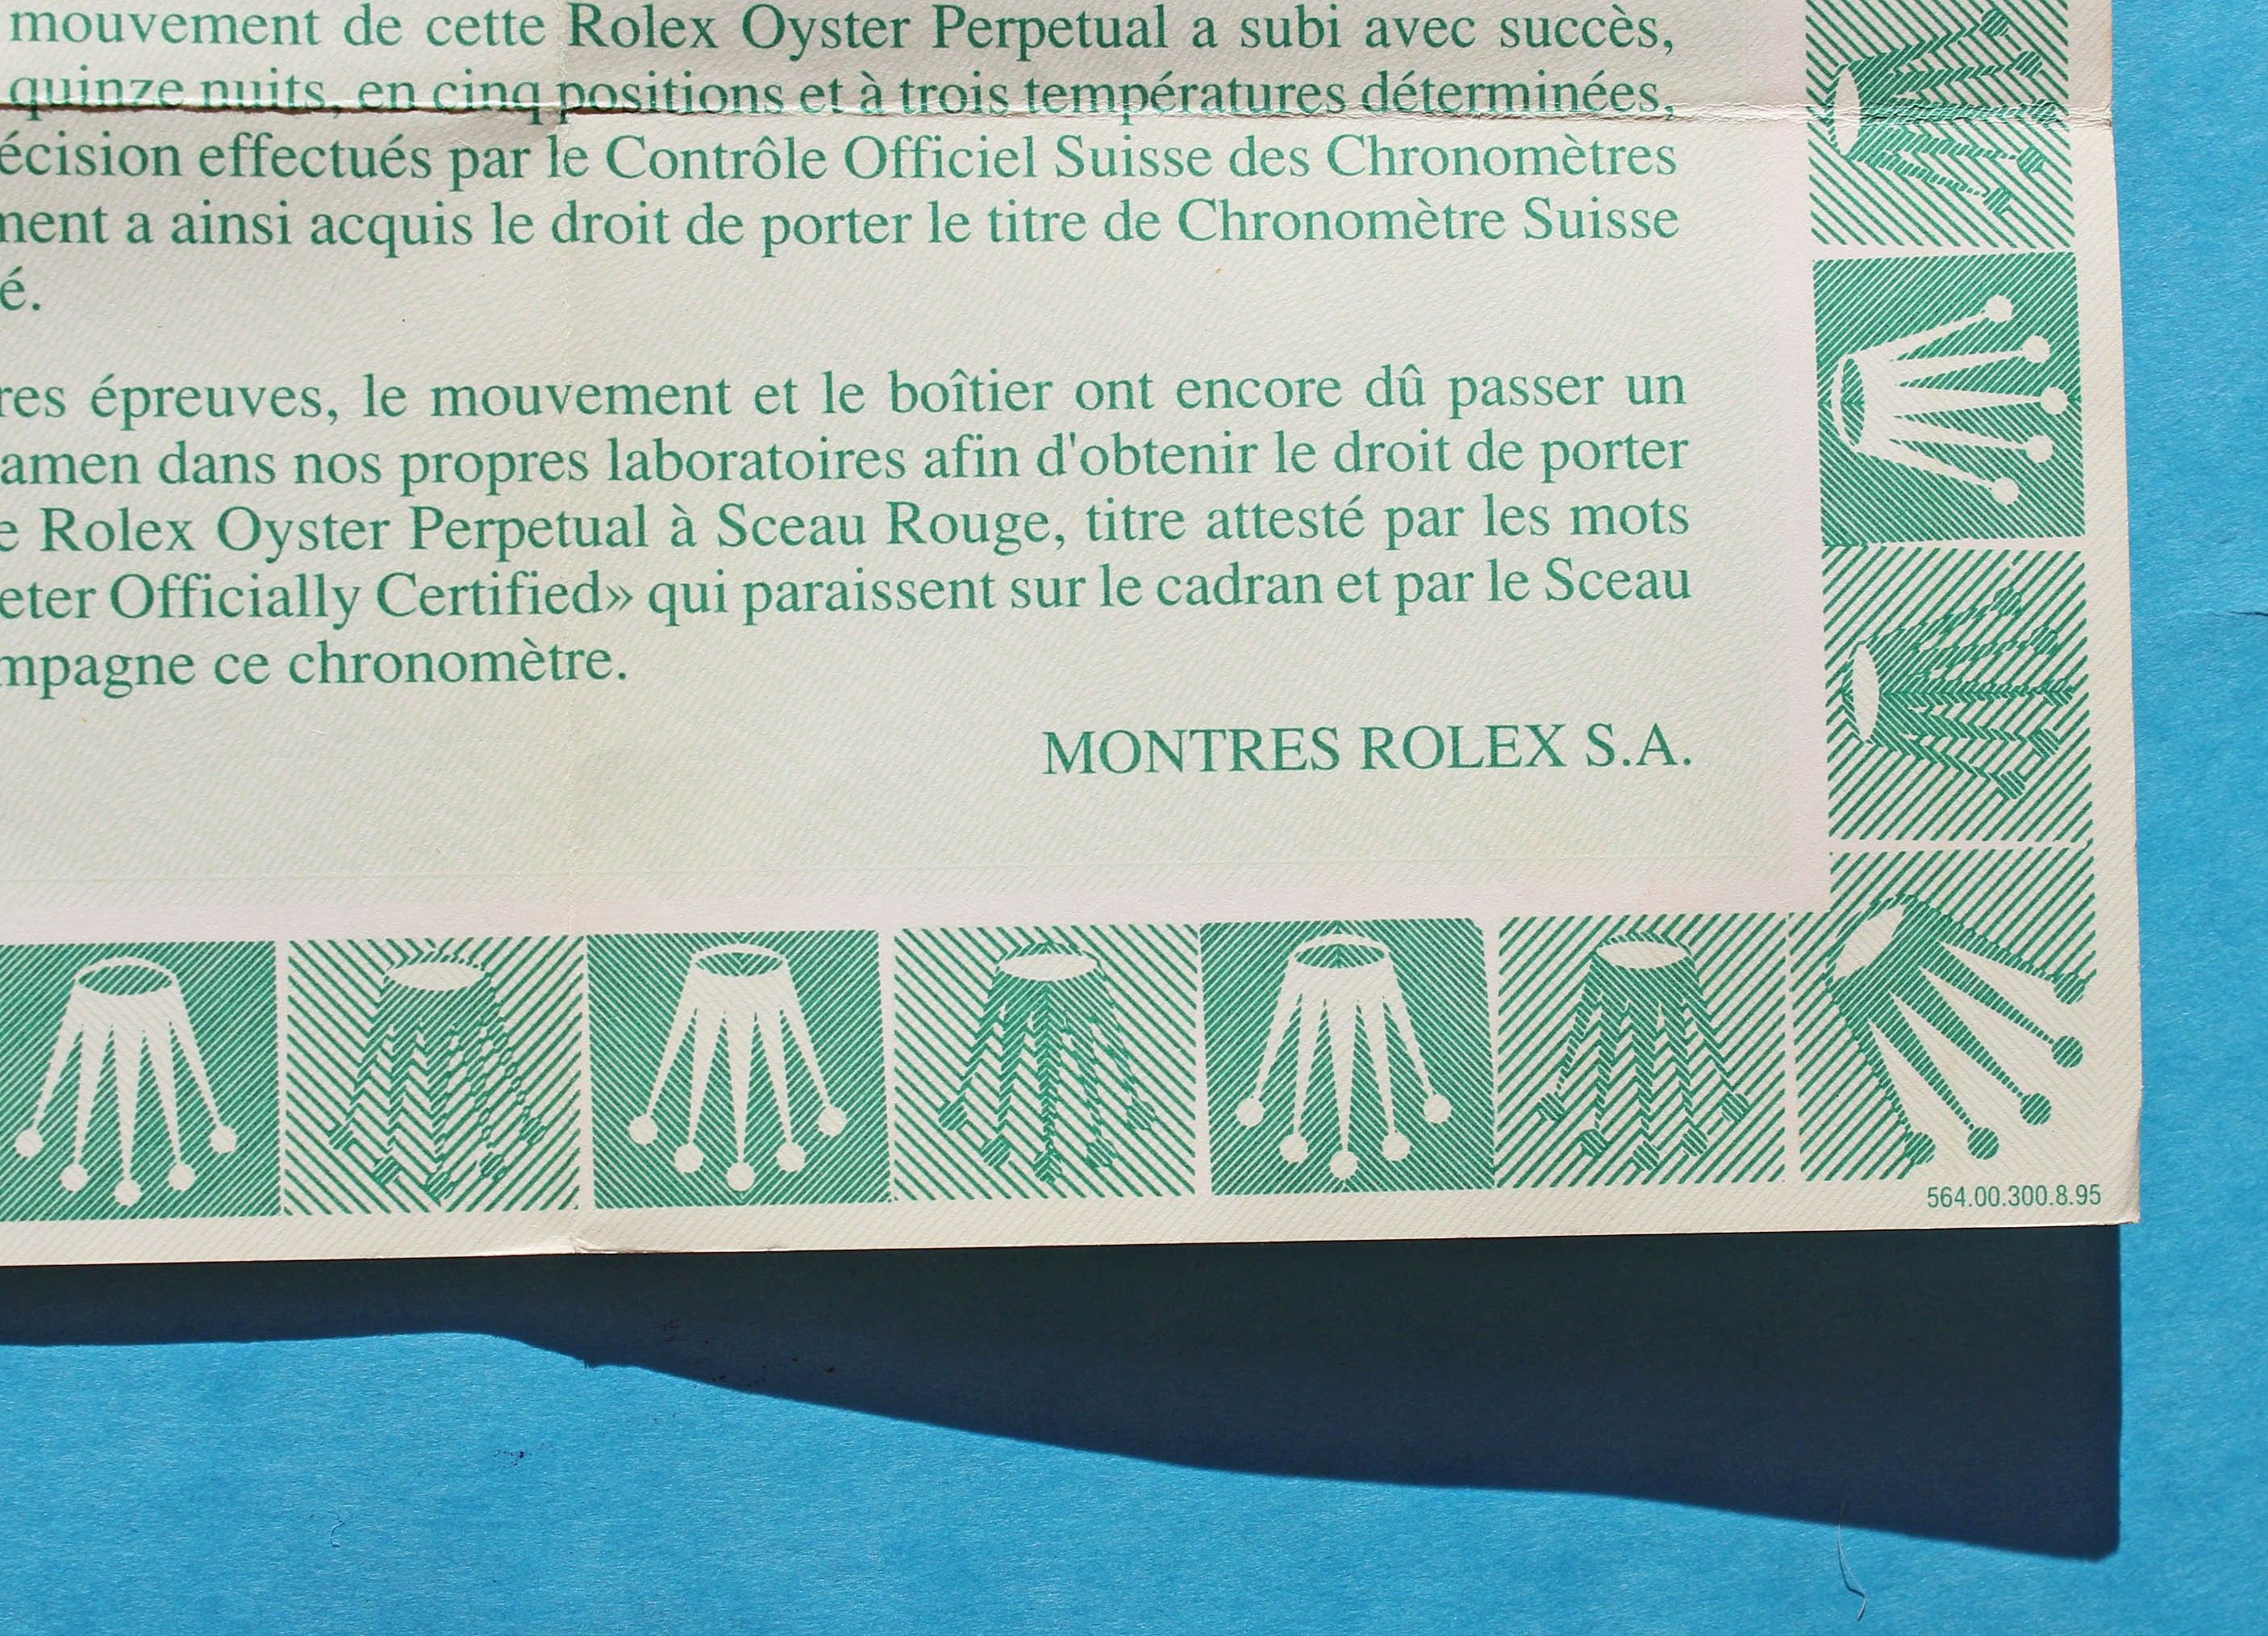 mouvement de cette Rolex Oyster Perpetual a subi avec succès,
quinze nuits, en cinq positions et à trois températures déterminées,
écision effectués par le Contrôle Officiel Suisse des Chronomètres
ment a ainsi acquis le droit de porter le titre de Chronomètre Suisse
é.
res épreuves, le mouvement et le boîtier ont encore dû passer un
amen dans nos propres laboratoires afin d'obtenir le droit de porter
e Rolex Oyster Perpetual à Sceau Rouge, titre attesté par les mots
eter Officially Certified» qui paraissent sur le cadran et par le Sceau
mpagne ce chronomètre.
MONTRES ROLEX S.A.
564.00.300.8.95